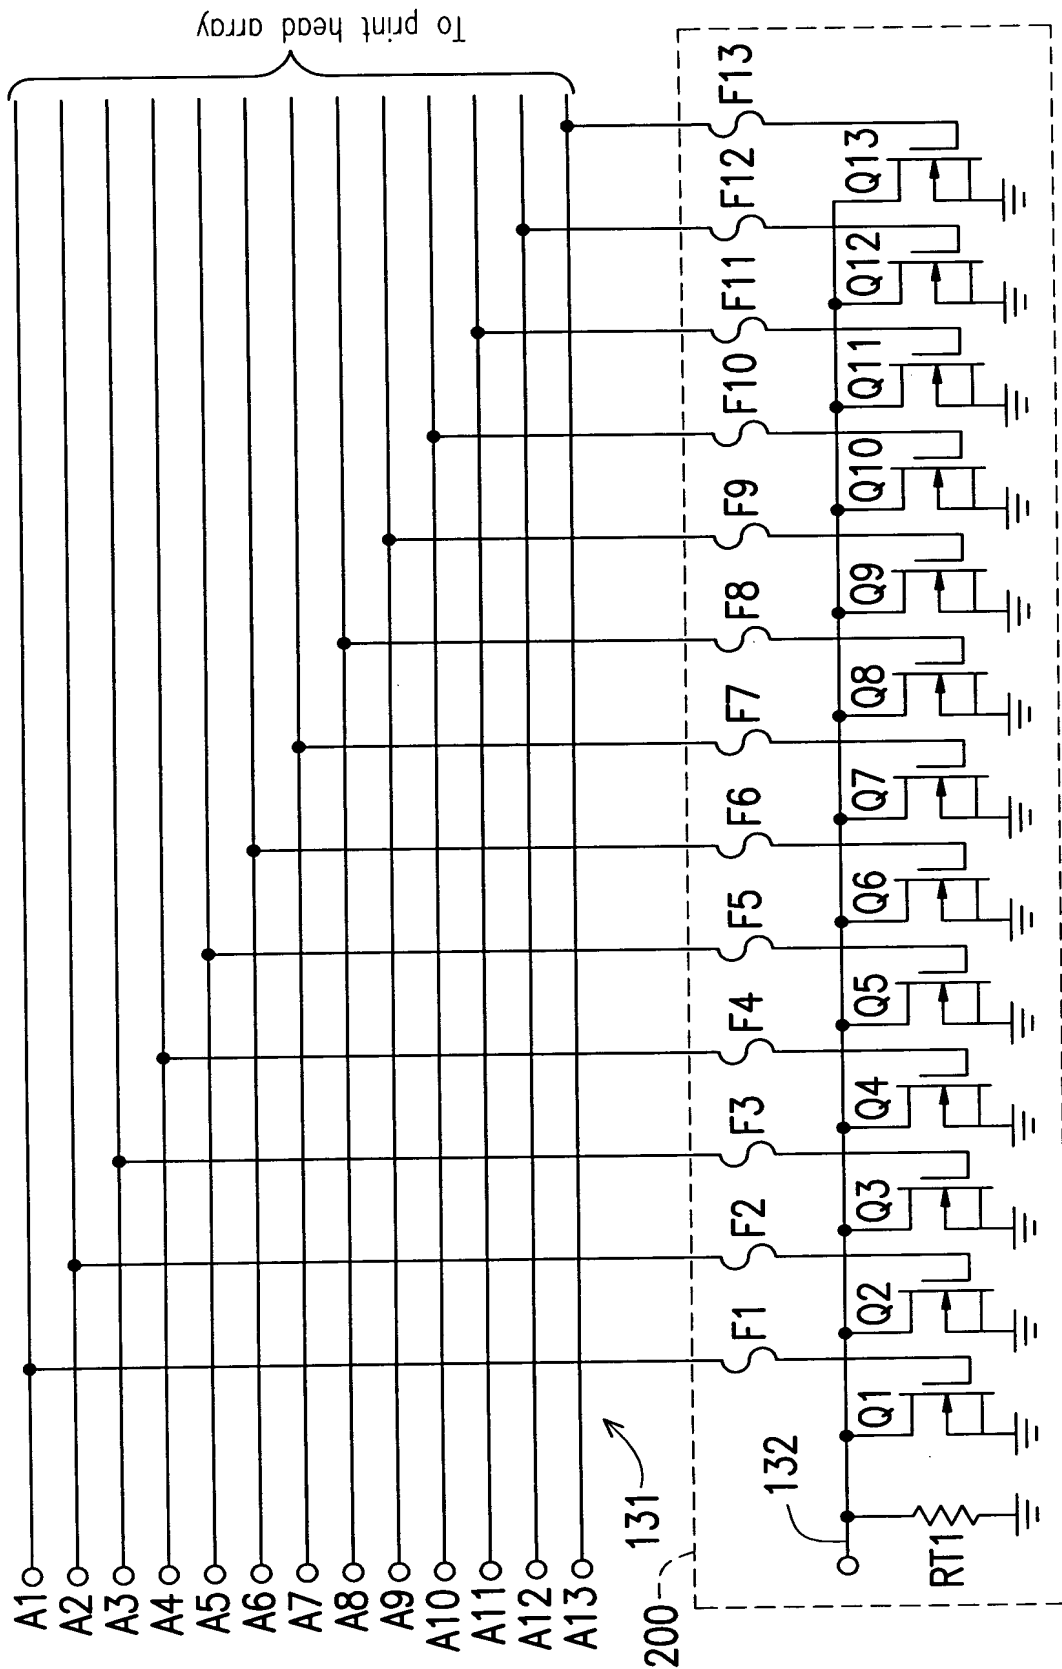 To print head array
A1
A2
A3
A4
A5
A6
A7
A8
A9
A10
A11
A12
A13
131
200
F1
F2
F3
F4
F5
F6
F7
F8
F9
F10
F11
F12
F13
132
Q1
Q2
Q3
Q4
Q5
Q6
Q7
Q8
Q9
Q10
Q11
Q12
Q13
RT1